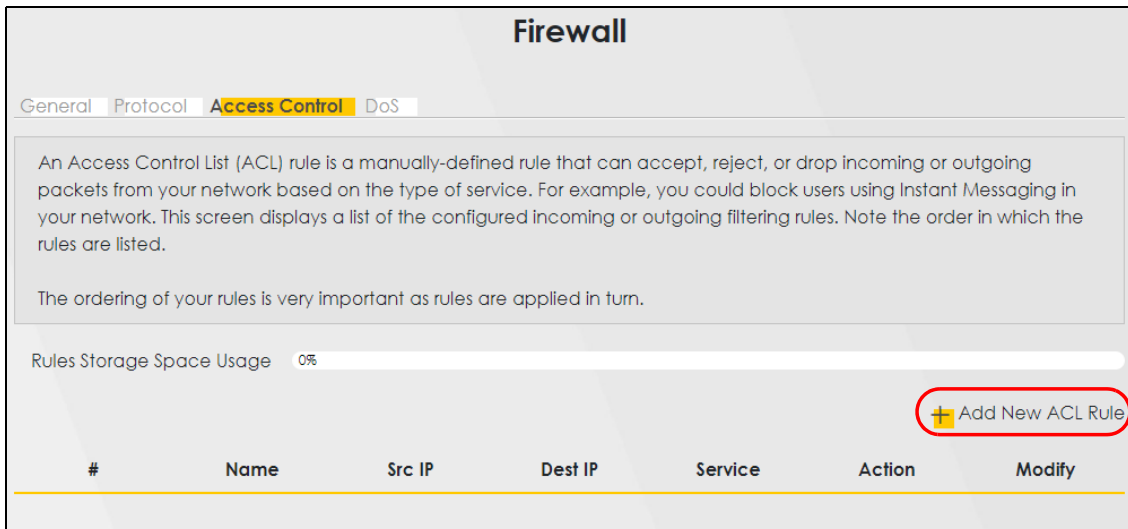 Firewall
General Protocol Access Control DoS
An Access Control List (ACL) rule is a manually-defined rule that can accept, reject, or drop incoming or outgoing
packets from your network based on the type of service. For example, you could block users using Instant Messaging in
your network. This screen displays a list of the configured incoming or outgoing filtering rules. Note the order in which the
rules are listed.
The ordering of your rules is very important as rules are applied in turn.
Rules Storage Space Usage 0%
+ Add New ACL Rule
# Name Src IP Dest IP Service Action Modify